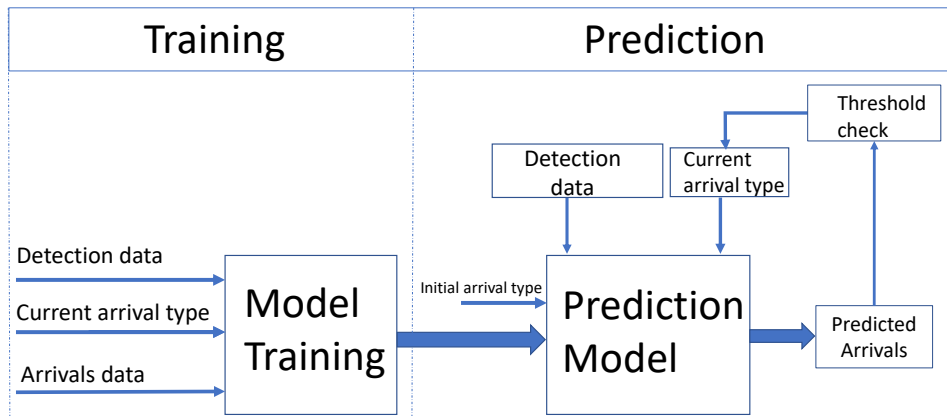 Training
Prediction
Threshold
check
Detection
data
Current
arrival type
Detection data
Current arrival type
Arrivals data
Model
Training
Initial arrival type
Prediction
Model
Predicted
Arrivals